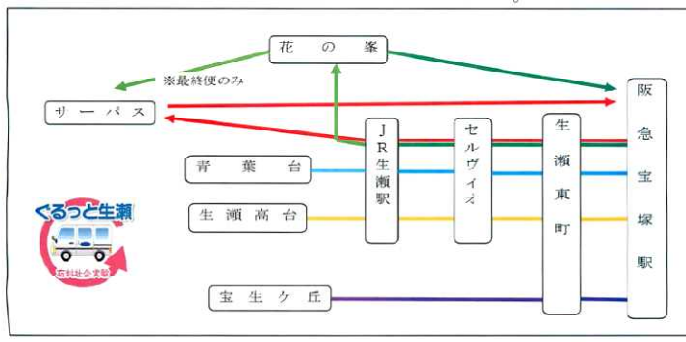 花の峯
※最終便のみ
サーパス
JR生瀬駅
セルヴィオ
生瀬東町
阪急宝塚駅
青葉台
生瀬高台
ぐるっと生瀬
宝生ケ丘